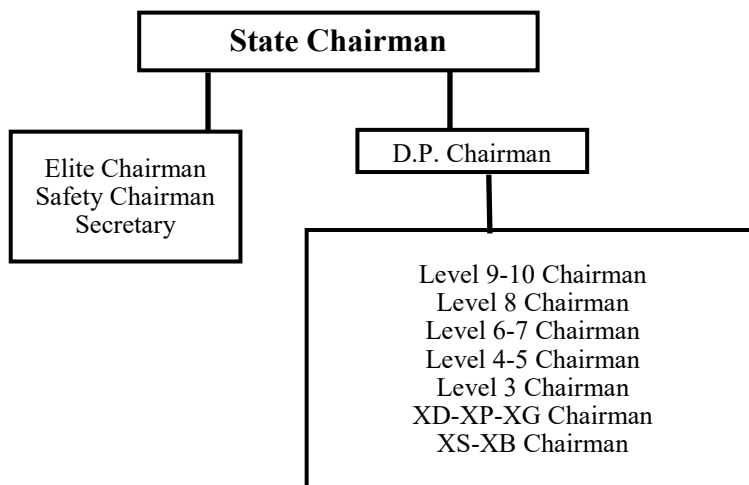 State Chairman
Elite Chairman
Safety Chairman
Secretary
D.P. Chairman
Level 9-10 Chairman
Level 8 Chairman
Level 6-7 Chairman
Level 4-5 Chairman
Level 3 Chairman
XD-XP-XG Chairman
XS-XB Chairman